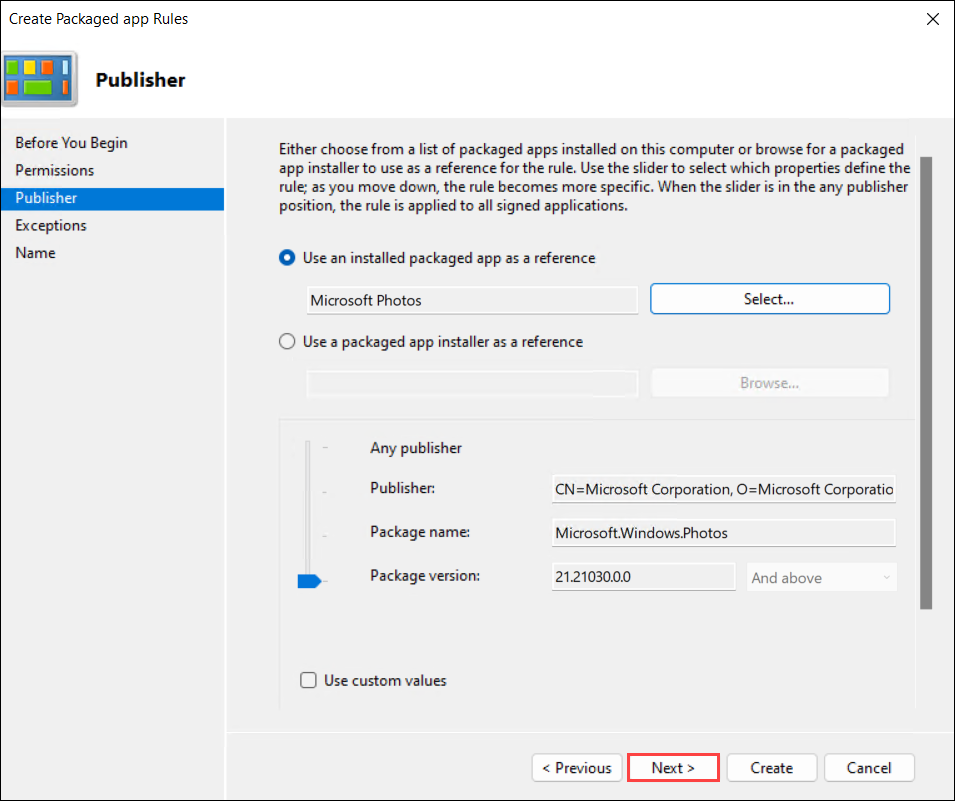 Create Packaged app Rules
Publisher
Before You Begin
Permissions
Publisher
Exceptions
Name
Either choose from a list of packaged apps installed on this computer or browse for a packaged
app installer to use as a reference for the rule. Use the slider to select which properties define the
rule; as you move down, the rule becomes more specific. When the slider is in the any publisher
position, the rule is applied to all signed applications.
Use an installed packaged app as a reference
Microsoft Photos
Select...
Use a packaged app installer as a reference
Browse...
Any publisher
Publisher:
CN=Microsoft Corporation, O=Microsoft Corporatio
Package name:
Microsoft.Windows.Photos
Package version:
21.21030.0.0
And above
Use custom values
< Previous
Next >
Create
Cancel